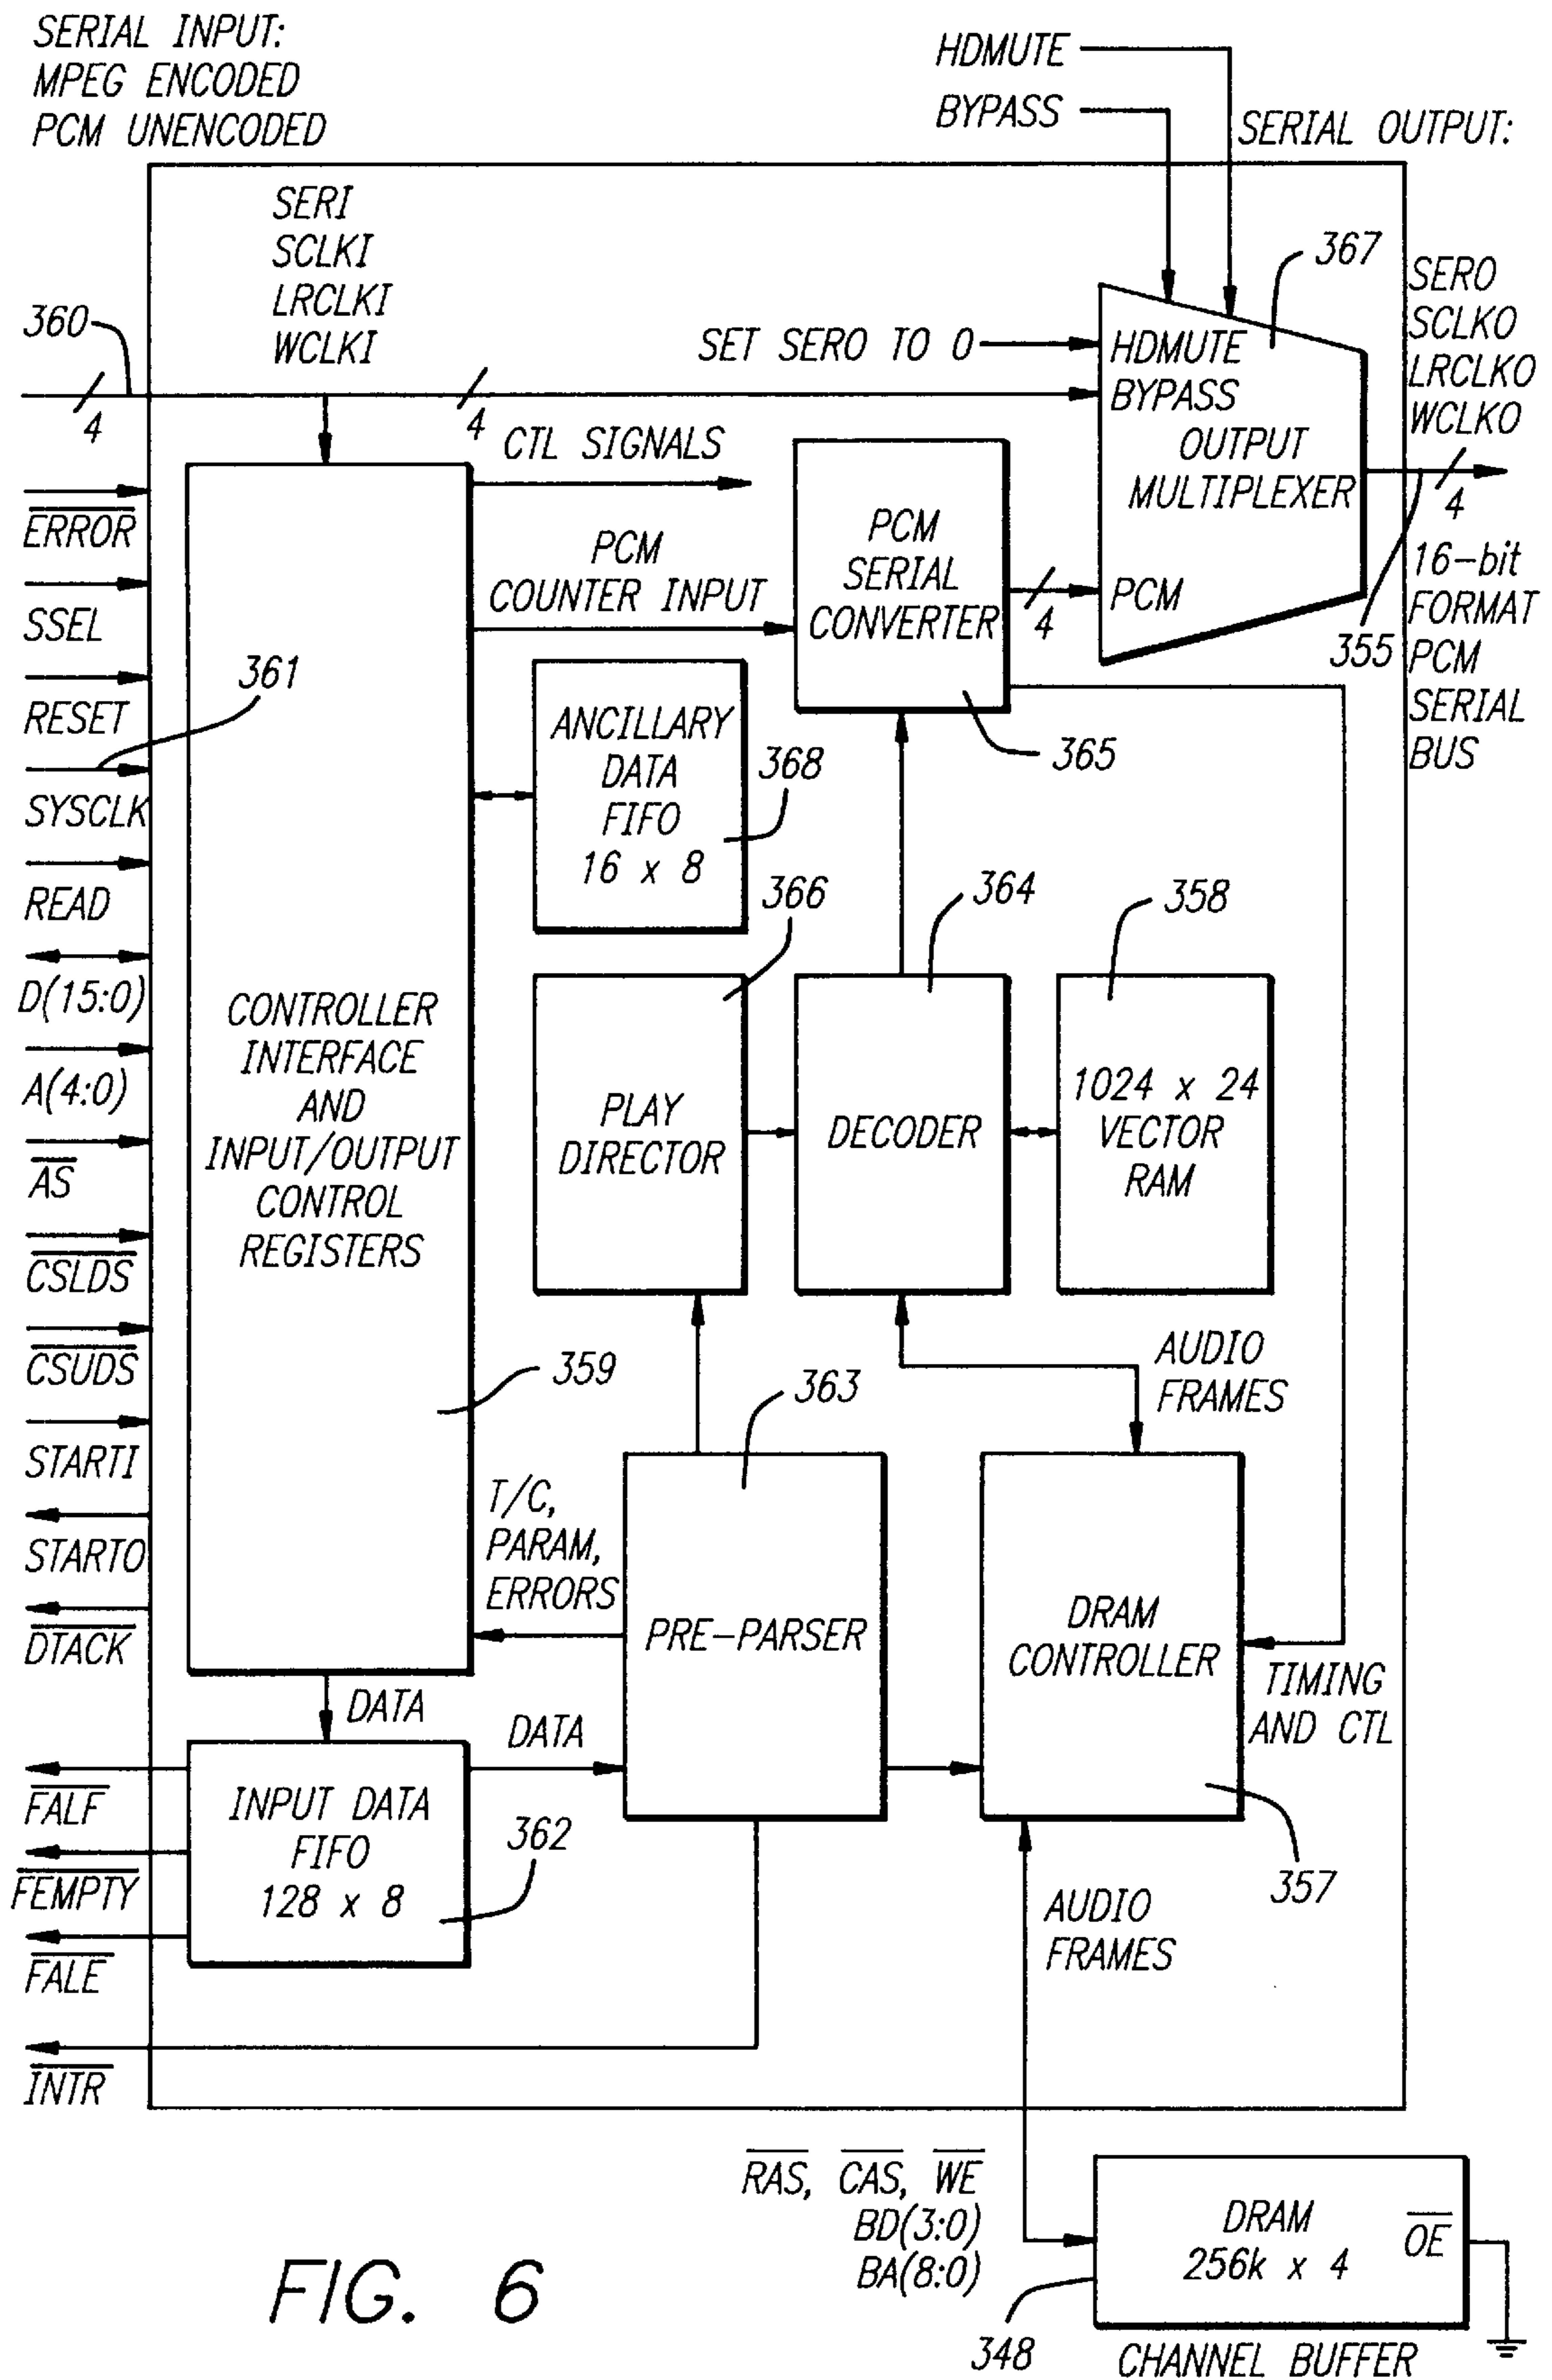 SERIAL INPUT:
MPEG ENCODED
PCM UNENCODED
HDMUTE
BYPASS
SERIAL OUTPUT:
SERI
SCLKI
LRCLKI
WCLKI
360
4
4
SET SERO TO 0
HDMUTE
BYPASS
OUTPUT
MULTIPLEXER
PCM
367
SERO
SCLKO
LRCLKO
WCLKO
4
355
16-bit
FORMAT
PCM
SERIAL
BUS
CTL SIGNALS
PCM
COUNTER INPUT
PCM
SERIAL
CONVERTER
4
365
ERROR
SSEL
RESET
361
SYSCLK
READ
D(15:0)
A(4:0)
AS
CSLDS
CSUDS
STARTI
STARTO
DTACK
CONTROLLER
INTERFACE
AND
INPUT/OUTPUT
CONTROL
REGISTERS
359
ANCILLARY
DATA
FIFO
16 x 8
368
366
PLAY
DIRECTOR
364
DECODER
358
1024 x 24
VECTOR
RAM
AUDIO
FRAMES
363
T/C,
PARAM,
ERRORS
PRE-PARSER
DRAM
CONTROLLER
TIMING
AND CTL
357
DATA
DATA
INPUT DATA
FIFO
128 x 8
362
FALF
FEMPTY
FALE
INTR
AUDIO
FRAMES
RAS, CAS, WE
BD(3:0)
BA(8:0)
DRAM
256k x 4
OE
348
CHANNEL BUFFER
FIG. 6